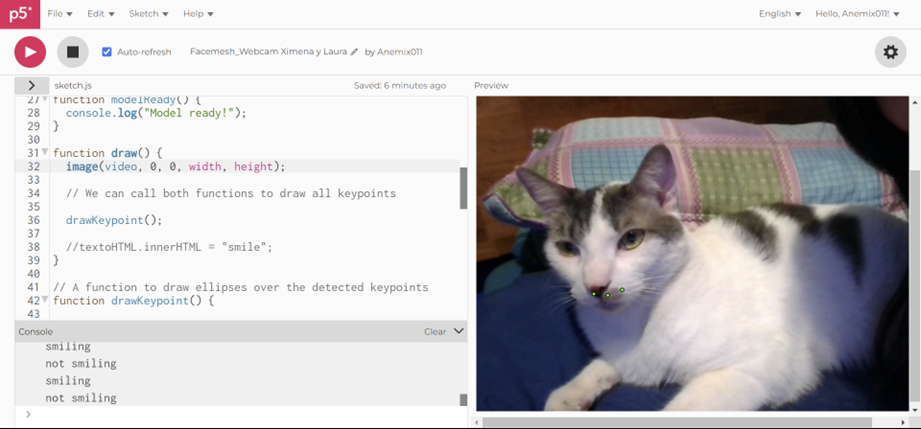 p5*
File Edit Sketch Help English Hello, Anemix011!
Auto-refresh Facemesh_Webcam Ximena y Laura by Anemix011
sketch.js Saved: 6 minutes ago Preview
27 function modelReady() {
28 console.log("Model ready!");
29 }
30
31 function draw() {
32 image(video, 0, 0, width, height);
33
34 // We can call both functions to draw all keypoints
35
36 drawKeypoint();
37
38 //textoHTML.innerHTML = "smile";
39 }
40
41 // A function to draw ellipses over the detected keypoints
42 function drawKeypoint() {
43
Console Clear
smiling
not smiling
smiling
not smiling
>